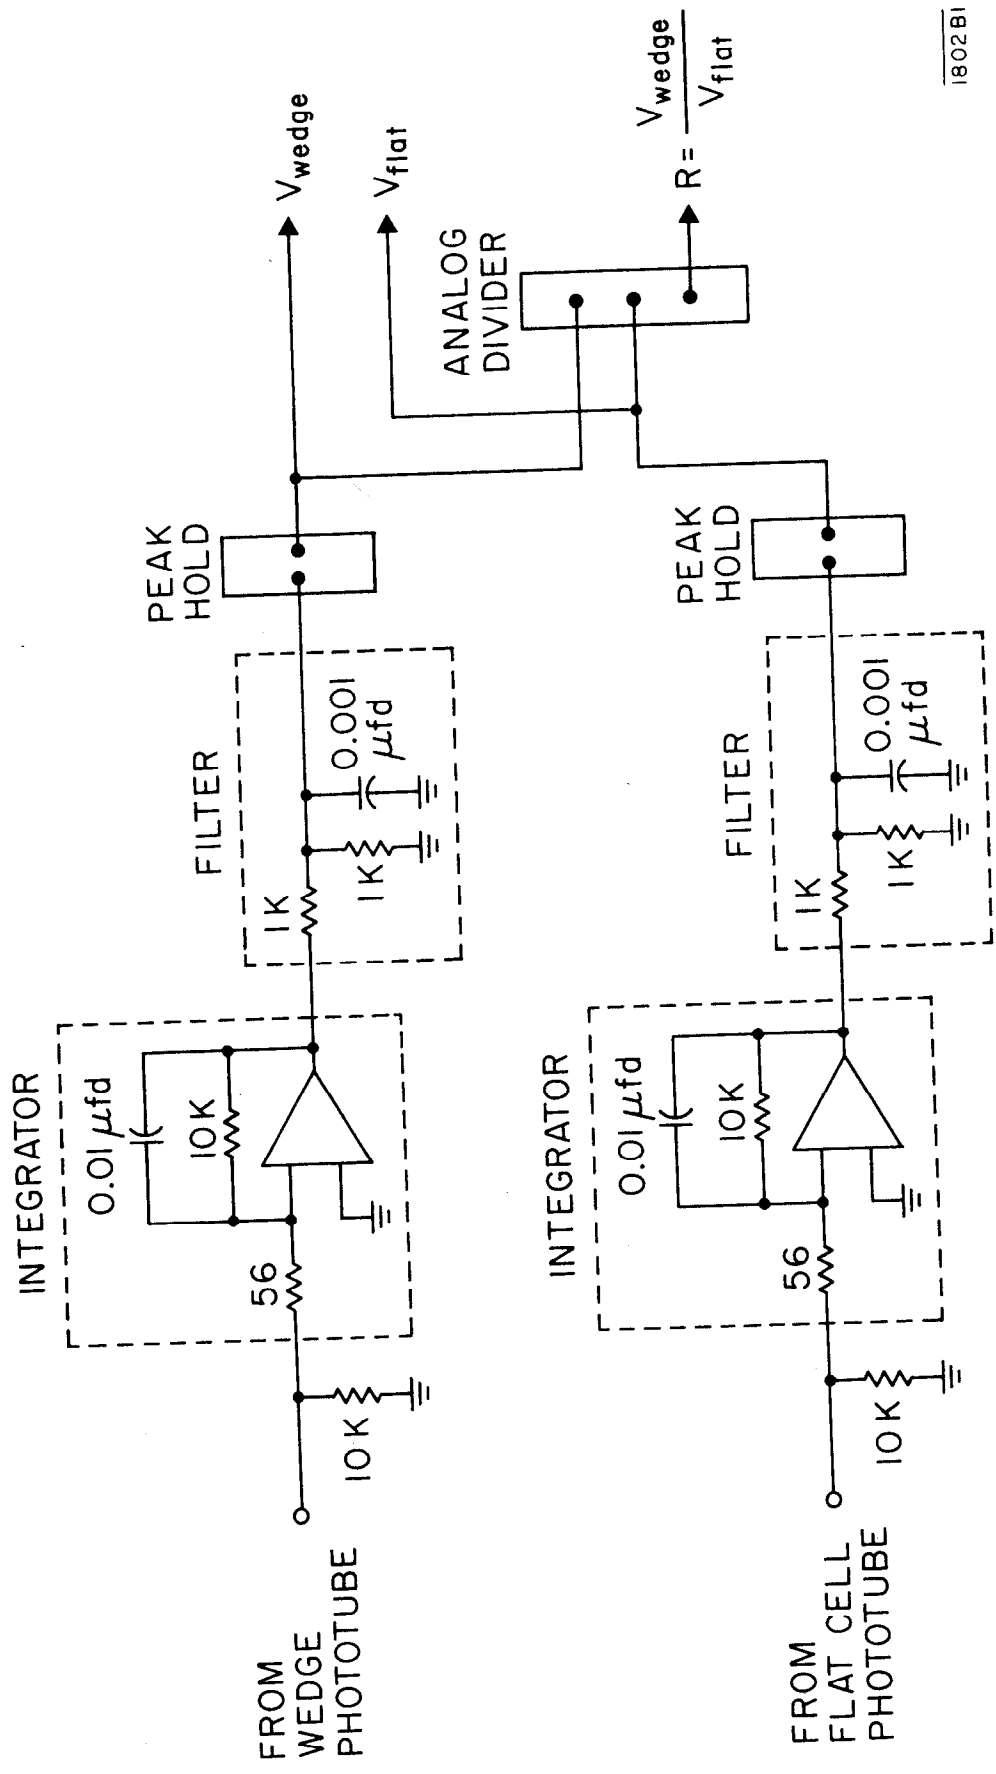 FROM
WEDGE
PHOTOTUBE
10K
INTEGRATOR
56
0.01 μfd
10K
FILTER
1K
1K
0.001
μfd
PEAK
HOLD
Vwedge
Vflat
ANALOG
DIVIDER
R = Vwedge
Vflat
FROM
FLAT CELL
PHOTOTUBE
10K
INTEGRATOR
56
0.01 μfd
10K
FILTER
1K
1K
0.001
μfd
PEAK
HOLD
1802B1